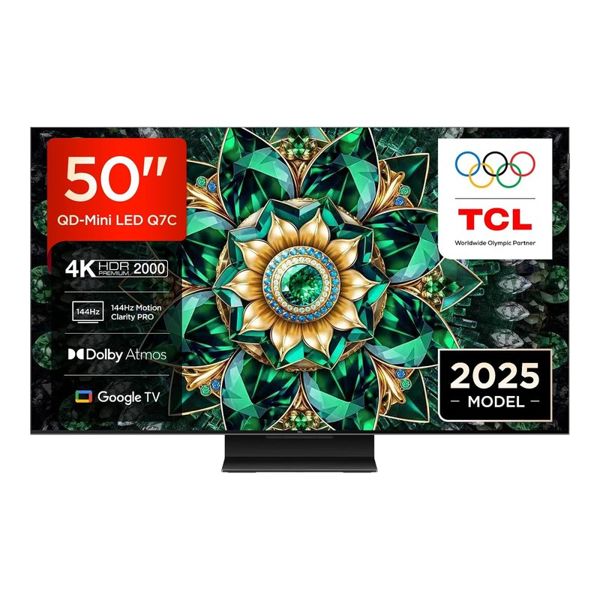 50"
QD-Mini LED Q7C
4K HDR PREMIUM 2000
144Hz
144Hz Motion
Clarity PRO
Dolby Atmos
Google TV
TCL
Worldwide Olympic Partner
2025
MODEL